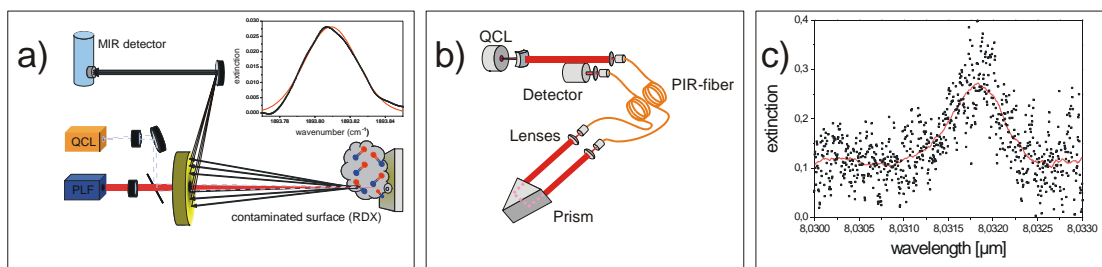 a)
MIR detector
QCL
PLF
contaminated surface (RDX)
extinction
0.030
0.025
0.020
0.015
0.010
0.005
0.000
1893.78 1893.80 1893.82 1893.84
wavenumber (cm⁻¹)
b)
QCL
Detector
PIR-fiber
Lenses
Prism
c)
extinction
0,4
0,3
0,2
0,1
0,0
8,0300 8,0305 8,0310 8,0315 8,0320 8,0325 8,0330
wavelength [µm]